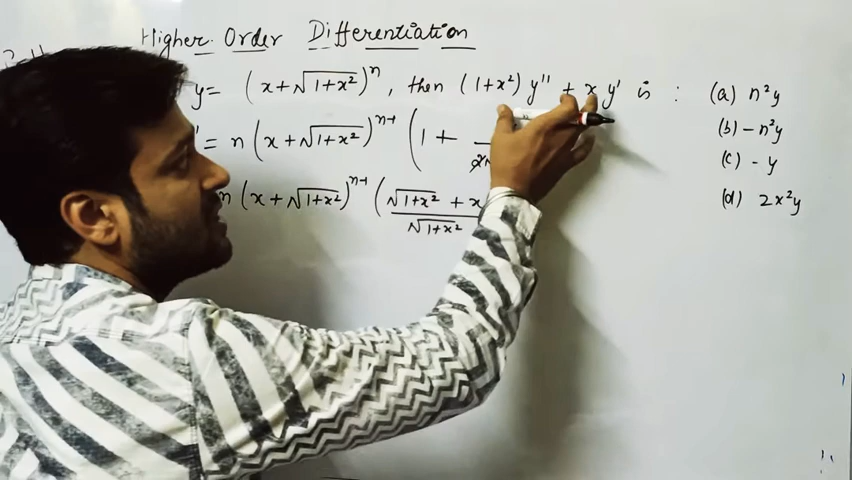 Higher Order Differentiation
y = (x+√1+x²)ⁿ, then (1+x²) y'' + x y' is :
(a) n²y
(b) -n²y
(c) -y
(d) 2x²y
' = n (x+√1+x²)ⁿ⁻¹ (1 +
n (x+√1+x²)ⁿ⁻¹ (√1+x² + x
√1+x²